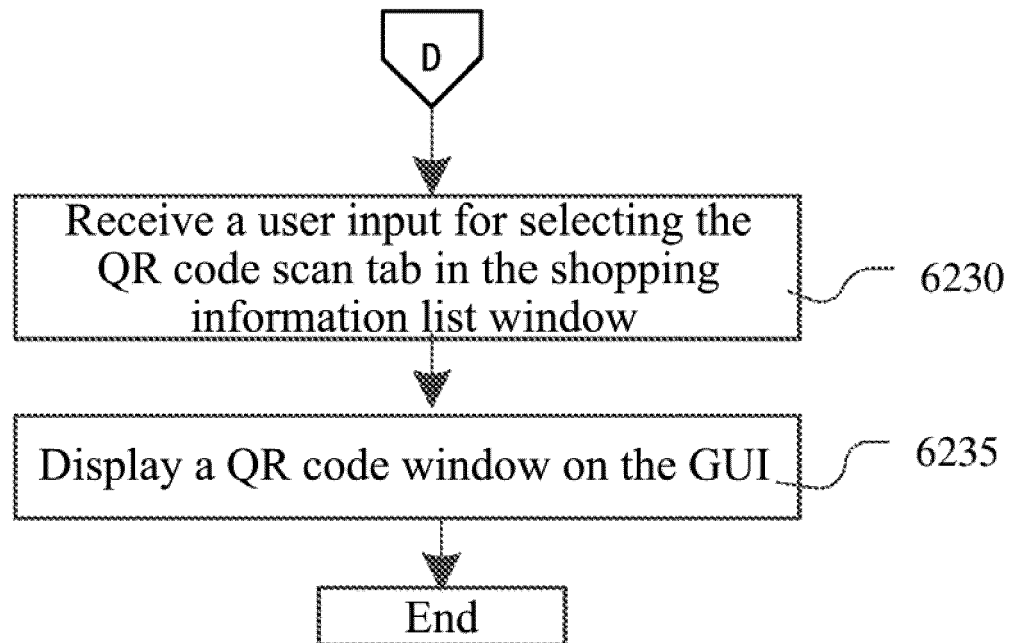 D
Receive a user input for selecting the
QR code scan tab in the shopping
information list window
6230
Display a QR code window on the GUI
6235
End